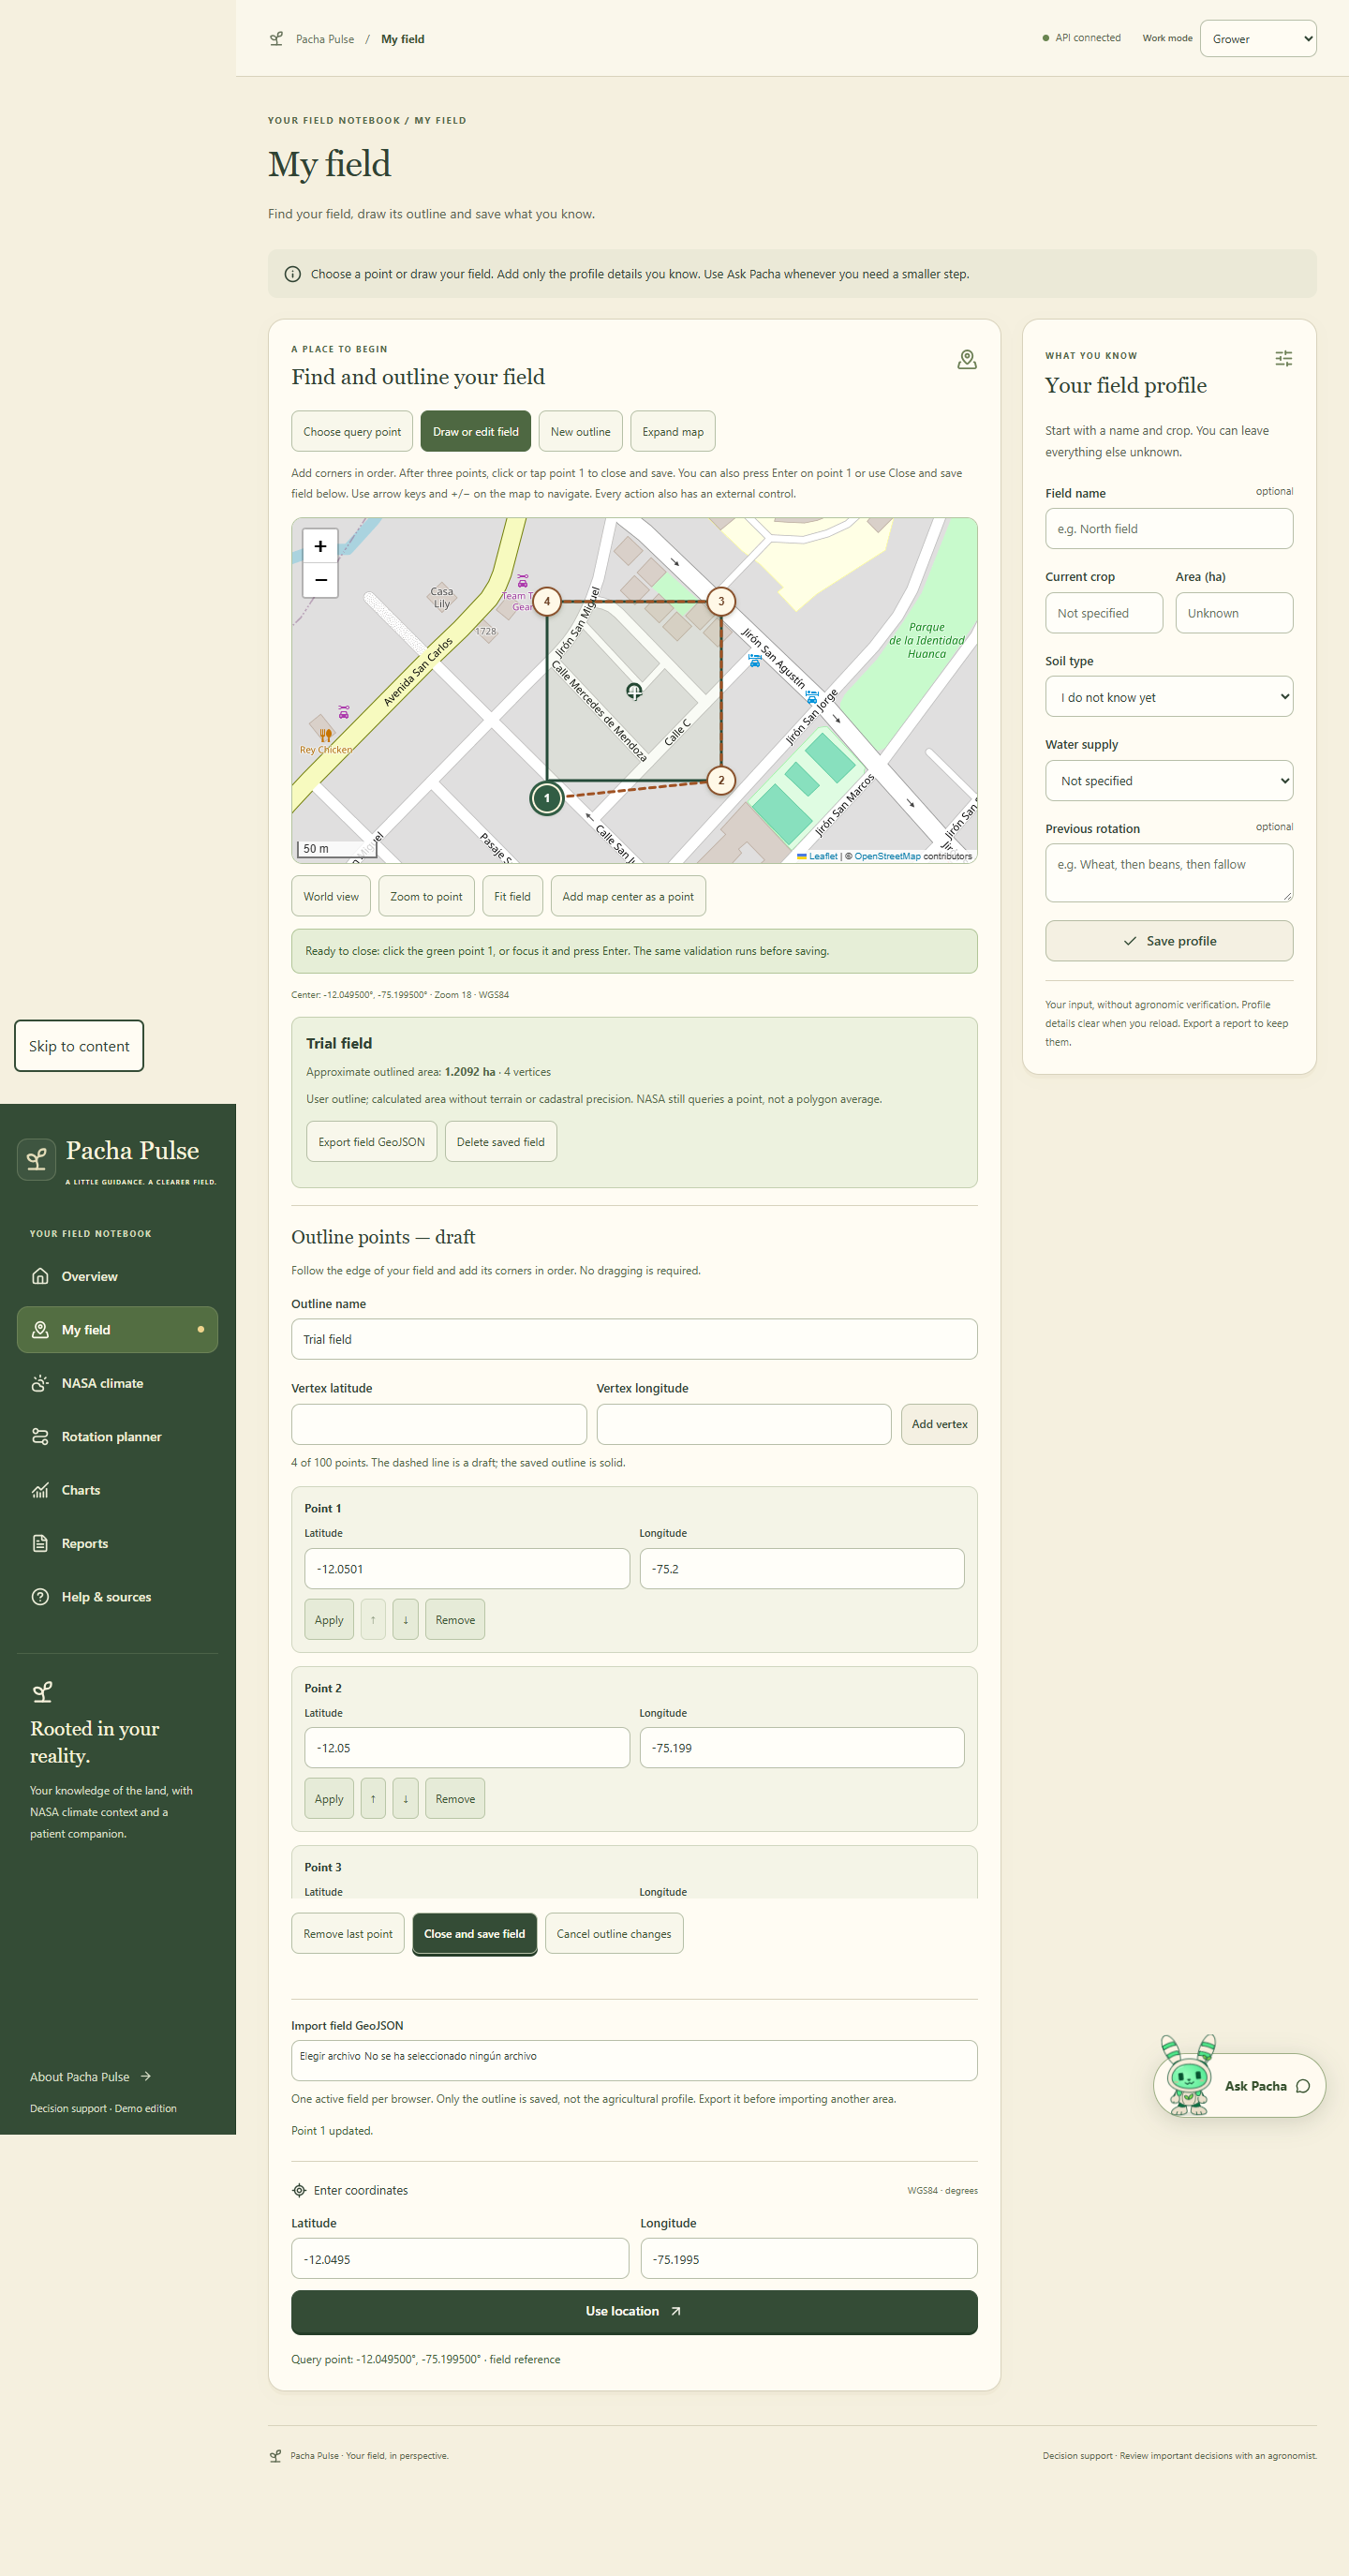 Pacha Pulse / My field
API connected
Work mode
Grower
YOUR FIELD NOTEBOOK / MY FIELD
My field
Find your field, draw its outline and save what you know.
Choose a point or draw your field. Add only the profile details you know. Use Ask Pacha whenever you need a smaller step.
A PLACE TO BEGIN
Find and outline your field
Choose query point
Draw or edit field
New outline
Expand map
Add corners in order. After three points, click or tap point 1 to close and save. You can also press Enter on point 1 or use Close and save
field below. Use arrow keys and +/− on the map to navigate. Every action also has an external control.
+
−
Casa
Lily
1728
Avenida San Carlos
Rey Chicken
Jirón San Miguel
Calle Mercedes de Mendoza
Calle C
Jirón San Agustín
Jirón San Jorge
Jirón San Marcos
Parque
de la Identidad
Huanca
4
3
2
1
50 m
Leaflet | © OpenStreetMap contributors
World view
Zoom to point
Fit field
Add map center as a point
Ready to close: click the green point 1, or focus it and press Enter. The same validation runs before saving.
Center: -12.049500°, -75.199500° · Zoom 18 · WGS84
Trial field
Approximate outlined area: 1.2092 ha · 4 vertices
User outline; calculated area without terrain or cadastral precision. NASA still queries a point, not a polygon average.
Export field GeoJSON
Delete saved field
Outline points — draft
Follow the edge of your field and add its corners in order. No dragging is required.
Outline name
Trial field
Vertex latitude
Vertex longitude
Add vertex
4 of 100 points. The dashed line is a draft; the saved outline is solid.
Point 1
Latitude
Longitude
-12.0501
-75.2
Apply
↑
↓
Remove
Point 2
Latitude
Longitude
-12.05
-75.199
Apply
↑
↓
Remove
Point 3
Latitude
Longitude
Remove last point
Close and save field
Cancel outline changes
Import field GeoJSON
Elegir archivo No se ha seleccionado ningún archivo
One active field per browser. Only the outline is saved, not the agricultural profile. Export it before importing another area.
Point 1 updated.
Enter coordinates
WGS84 · degrees
Latitude
Longitude
-12.0495
-75.1995
Use location
Query point: -12.049500°, -75.199500° · field reference
WHAT YOU KNOW
Your field profile
Start with a name and crop. You can leave
everything else unknown.
Field name
optional
e.g. North field
Current crop
Area (ha)
Not specified
Unknown
Soil type
I do not know yet
Water supply
Not specified
Previous rotation
optional
e.g. Wheat, then beans, then fallow
Save profile
Your input, without agronomic verification. Profile
details clear when you reload. Export a report to keep
them.
Skip to content
Pacha Pulse
A LITTLE GUIDANCE. A CLEARER FIELD.
YOUR FIELD NOTEBOOK
Overview
My field
NASA climate
Rotation planner
Charts
Reports
Help & sources
Rooted in your
reality.
Your knowledge of the land, with
NASA climate context and a
patient companion.
About Pacha Pulse
Decision support · Demo edition
Ask Pacha
Pacha Pulse · Your field, in perspective.
Decision support · Review important decisions with an agronomist.